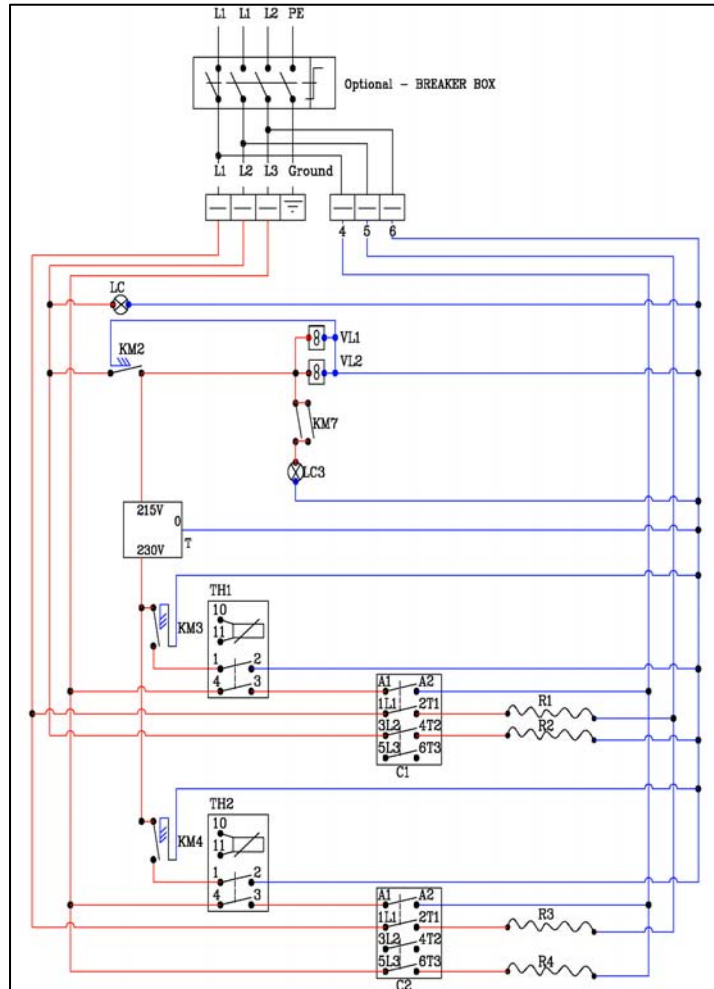 L1 L1 L2 PE
Optional - BREAKER BOX
L1 L2 L3 Ground
4 5 6
LC
VL1
KM2
VL2
KM7
LC3
215V
0
T
230V
TH1
10
KM3
11
1 2
4 3
A1 A2
1L1 2T1
R1
3L2 4T2
R2
5L3 6T3
C1
TH2
10
KM4
11
1 2
4 3
A1 A2
1L1 2T1
R3
3L2 4T2
5L3 6T3
R4
C2